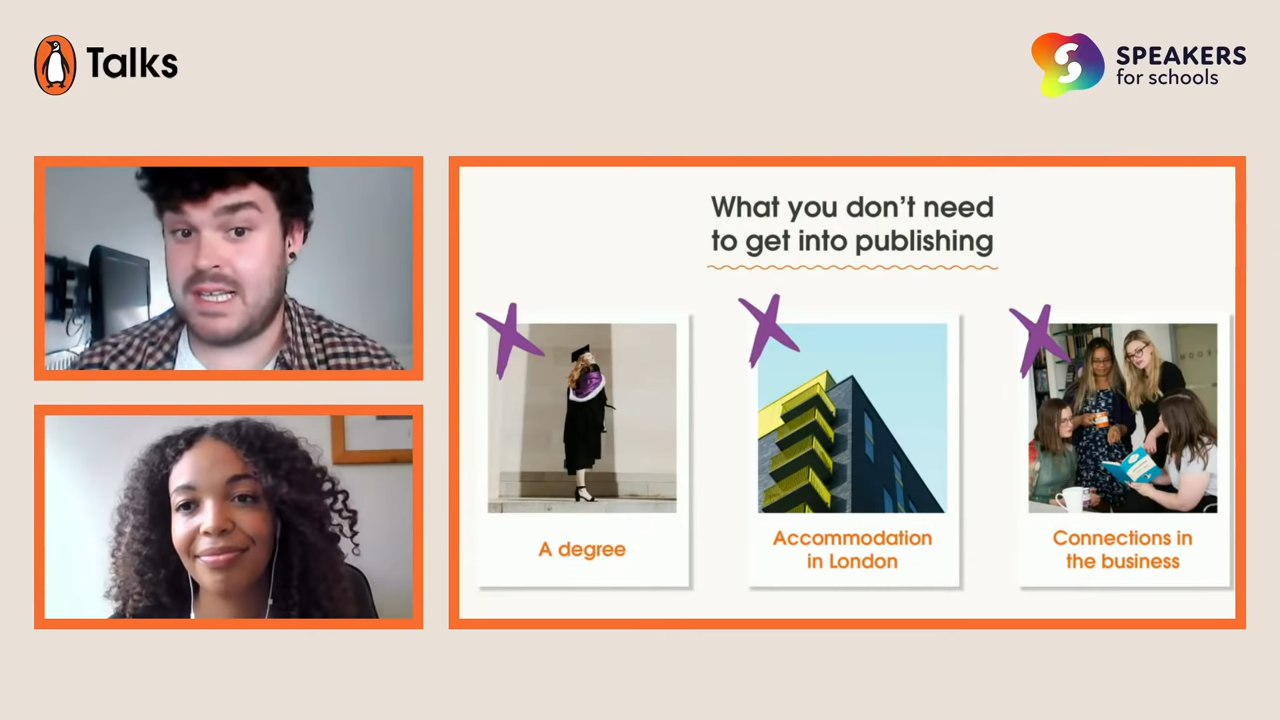 Talks
SPEAKERS
for schools
What you don't need
to get into publishing
A degree
Accommodation
in London
Connections in
the business